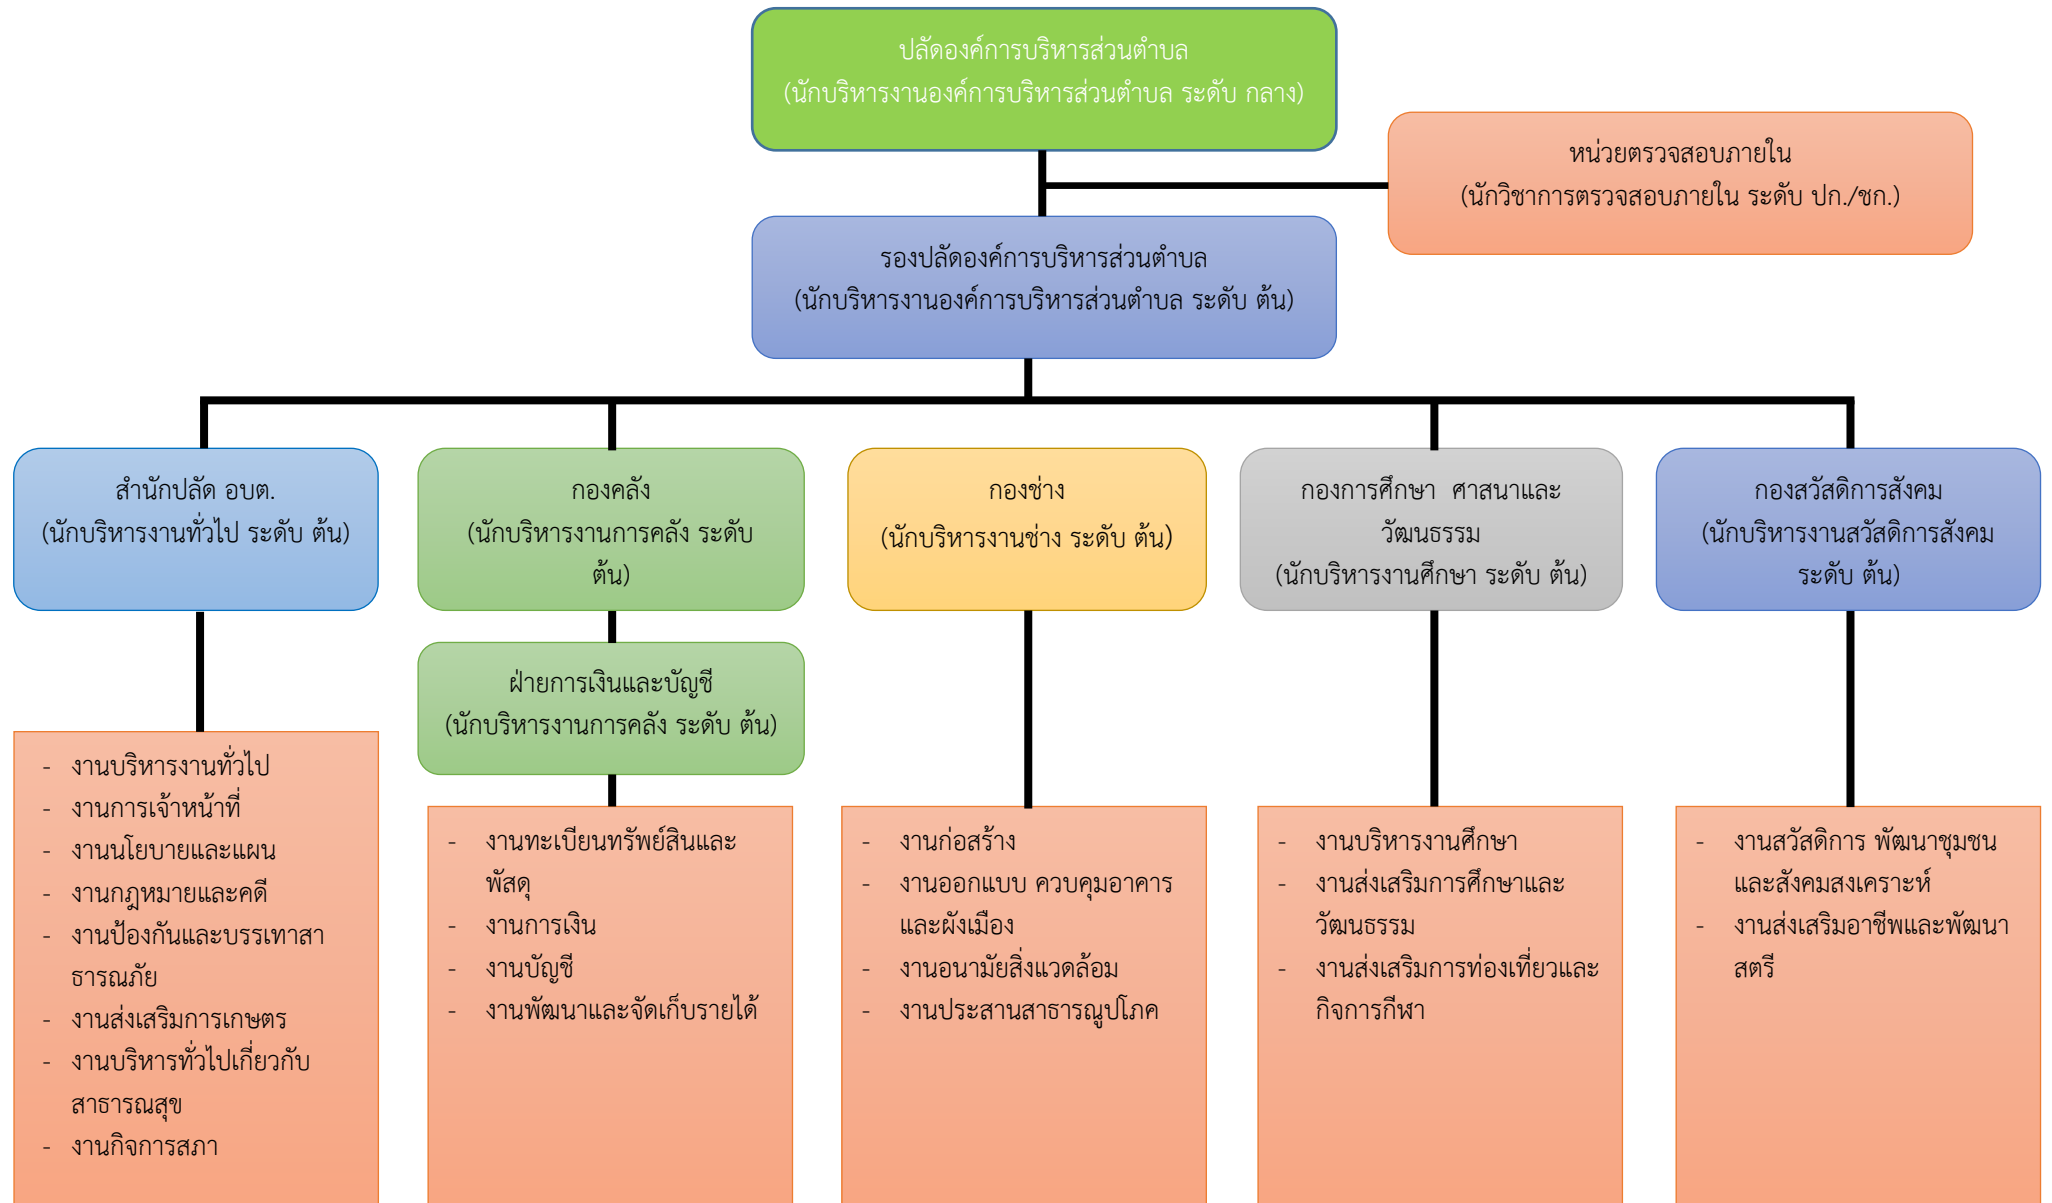 ปลัดองค์การบริหารส่วนตำบล
(นักบริหารงานองค์การบริหารส่วนตำบล ระดับ กลาง)
หน่วยตรวจสอบภายใน
(นักวิชาการตรวจสอบภายใน ระดับ ปก./ชก.)
รองปลัดองค์การบริหารส่วนตำบล
(นักบริหารงานองค์การบริหารส่วนตำบล ระดับ ต้น)
สำนักปลัด อบต.
(นักบริหารงานทั่วไป ระดับ ต้น)
กองคลัง
(นักบริหารงานการคลัง ระดับ
ต้น)
กองช่าง
(นักบริหารงานช่าง ระดับ ต้น)
กองการศึกษา ศาสนาและ
วัฒนธรรม
(นักบริหารงานศึกษา ระดับ ต้น)
กองสวัสดิการสังคม
(นักบริหารงานสวัสดิการสังคม
ระดับ ต้น)
ฝ่ายการเงินและบัญชี
(นักบริหารงานการคลัง ระดับ ต้น)
- งานบริหารงานทั่วไป
- งานการเจ้าหน้าที่
- งานนโยบายและแผน
- งานกฎหมายและคดี
- งานป้องกันและบรรเทาสา
ธารณภัย
- งานส่งเสริมการเกษตร
- งานบริหารทั่วไปเกี่ยวกับ
สาธารณสุข
- งานกิจการสภา
- งานทะเบียนทรัพย์สินและ
พัสดุ
- งานการเงิน
- งานบัญชี
- งานพัฒนาและจัดเก็บรายได้
- งานก่อสร้าง
- งานออกแบบ ควบคุมอาคาร
และผังเมือง
- งานอนามัยสิ่งแวดล้อม
- งานประสานสาธารณูปโภค
- งานบริหารงานศึกษา
- งานส่งเสริมการศึกษาและ
วัฒนธรรม
- งานส่งเสริมการท่องเที่ยวและ
กิจการกีฬา
- งานสวัสดิการ พัฒนาชุมชน
และสังคมสงเคราะห์
- งานส่งเสริมอาชีพและพัฒนา
สตรี